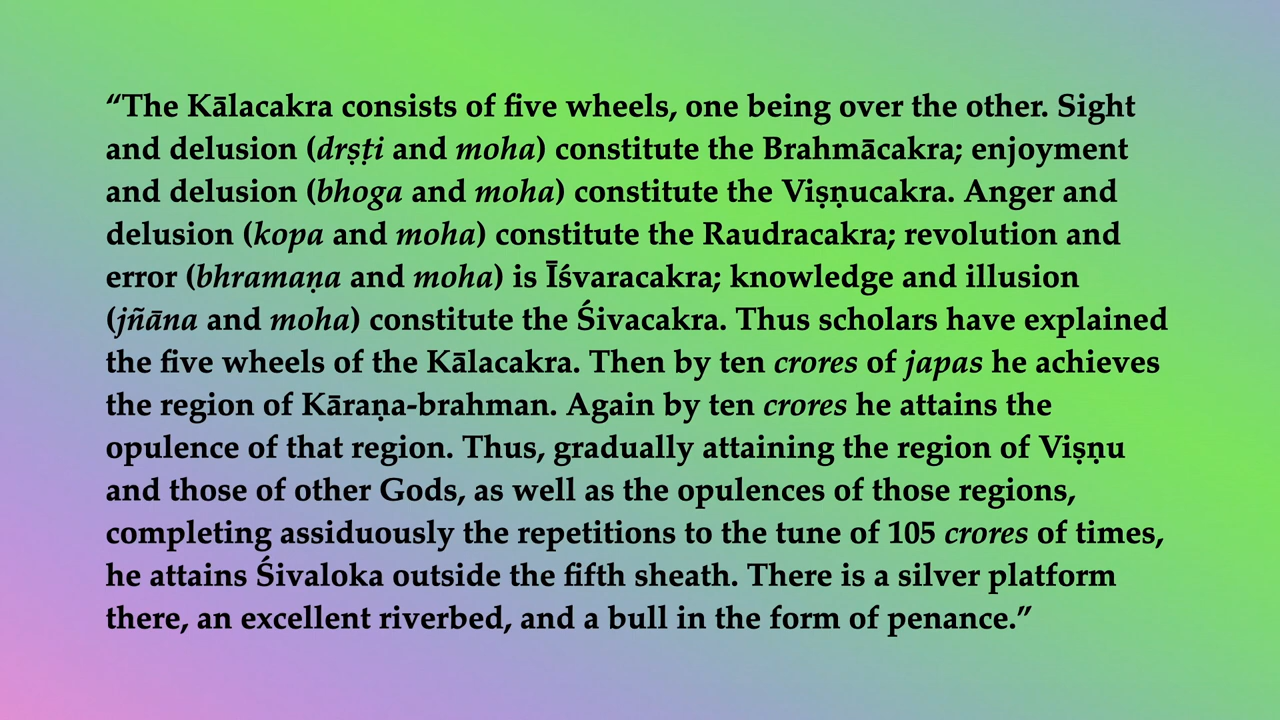 “The Kālacakra consists of five wheels, one being over the other. Sight
and delusion (drṣṭi and moha) constitute the Brahmācakra; enjoyment
and delusion (bhoga and moha) constitute the Viṣṇucakra. Anger and
delusion (kopa and moha) constitute the Raudracakra; revolution and
error (bhramaṇa and moha) is Īśvaracakra; knowledge and illusion
(jñāna and moha) constitute the Śivacakra. Thus scholars have explained
the five wheels of the Kālacakra. Then by ten crores of japas he achieves
the region of Kāraṇa-brahman. Again by ten crores he attains the
opulence of that region. Thus, gradually attaining the region of Viṣṇu
and those of other Gods, as well as the opulences of those regions,
completing assiduously the repetitions to the tune of 105 crores of times,
he attains Śivaloka outside the fifth sheath. There is a silver platform
there, an excellent riverbed, and a bull in the form of penance.”